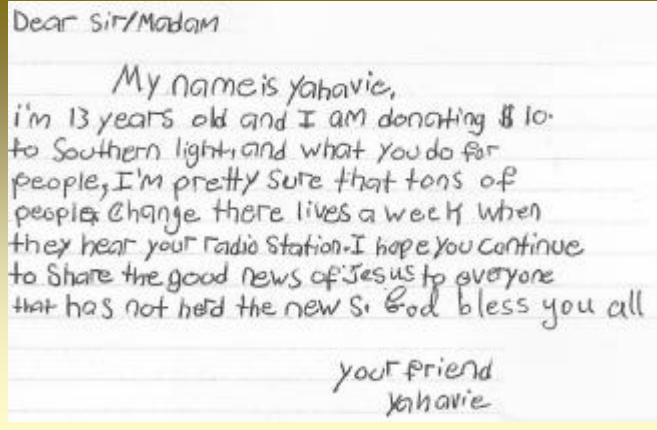 Dear Sir/Madam
My name is Yahavie,
i'm 13 years old and I am donating $10.
to Southern light, and what you do for
people, I'm pretty sure that tons of
people change there lives a week when
they hear your radio station. I hope you continue
to share the good news of Jesus to everyone
that has not herd the news. God bless you all
your friend
Yahavie